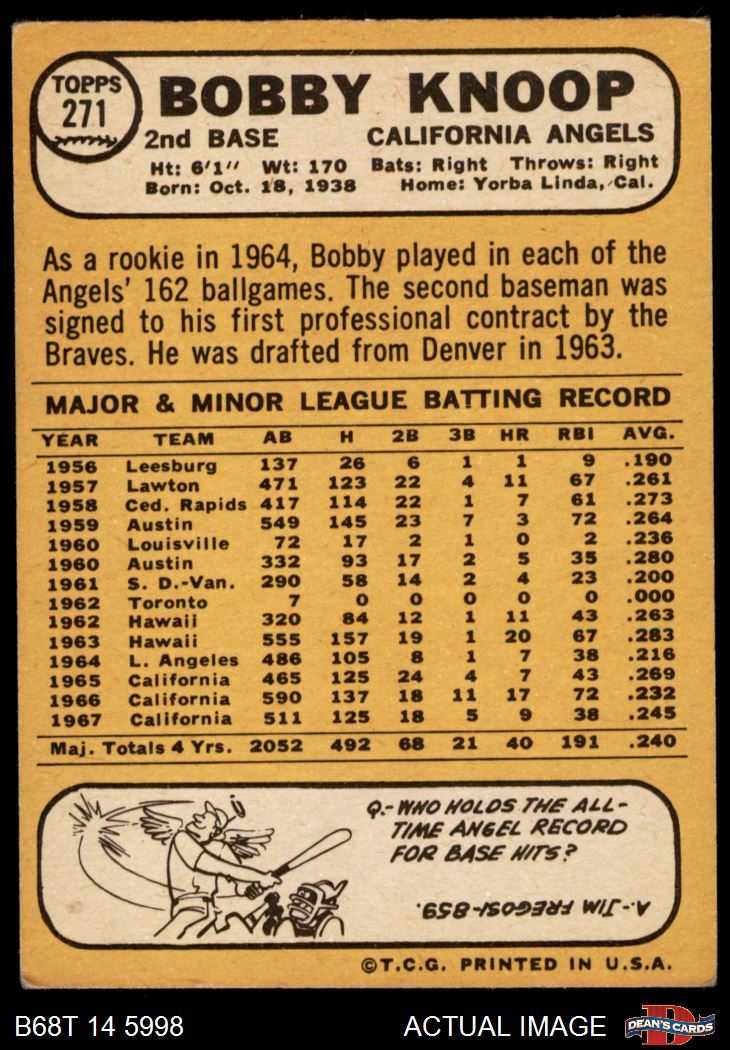 TOPPS
271
BOBBY KNOOP
2nd BASE CALIFORNIA ANGELS
Ht: 6'1'' Wt: 170 Bats: Right Throws: Right
Born: Oct. 18, 1938 Home: Yorba Linda, Cal.
As a rookie in 1964, Bobby played in each of the
Angels' 162 ballgames. The second baseman was
signed to his first professional contract by the
Braves. He was drafted from Denver in 1963.
MAJOR & MINOR LEAGUE BATTING RECORD
YEAR TEAM AB H 2B 3B HR RBI AVG.
1956 Leesburg 137 26 6 1 1 9 .190
1957 Lawton 471 123 22 4 11 67 .261
1958 Ced. Rapids 417 114 22 1 7 61 .273
1959 Austin 549 145 23 7 3 72 .264
1960 Louisville 72 17 2 1 0 2 .236
1960 Austin 332 93 17 2 5 35 .280
1961 S. D.-Van. 290 58 14 2 4 23 .200
1962 Toronto 7 0 0 0 0 0 .000
1962 Hawaii 320 84 12 1 11 43 .263
1963 Hawaii 555 157 19 1 20 67 .283
1964 L. Angeles 486 105 8 1 7 38 .216
1965 California 465 125 24 4 7 43 .269
1966 California 590 137 18 11 17 72 .232
1967 California 511 125 18 5 9 38 .245
Maj. Totals 4 Yrs. 2052 492 68 21 40 191 .240
Q.- WHO HOLDS THE ALL-
TIME ANGEL RECORD
FOR BASE HITS?
A.- JIM FREGOSI-859.
©T.C.G. PRINTED IN U.S.A.
B68T 14 5998 ACTUAL IMAGE
D
DEAN'S CARDS